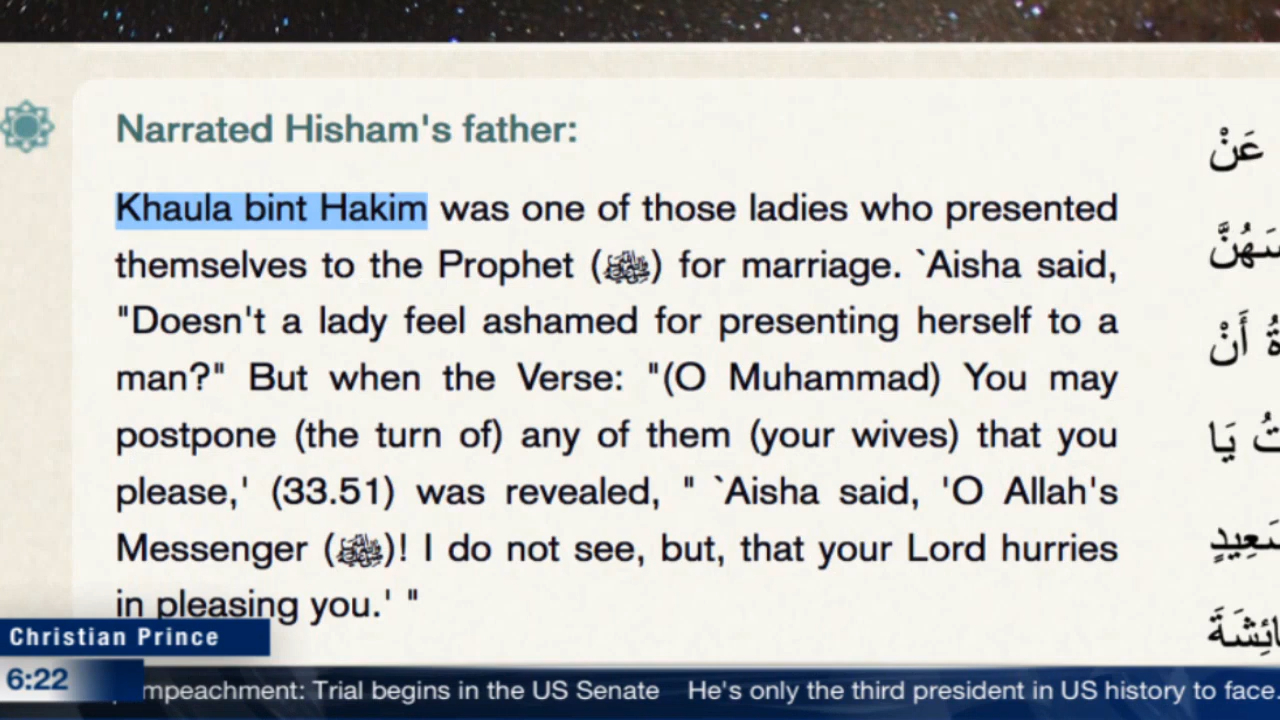 Narrated Hisham's father:
Khaula bint Hakim was one of those ladies who presented
themselves to the Prophet (ﷺ) for marriage. `Aisha said,
"Doesn't a lady feel ashamed for presenting herself to a
man?" But when the Verse: "(O Muhammad) You may
postpone (the turn of) any of them (your wives) that you
please,' (33.51) was revealed, " `Aisha said, 'O Allah's
Messenger (ﷺ)! I do not see, but, that your Lord hurries
in pleasing you.' "
عَنْ
أَنْ
يَا
Christian Prince
6:22
mpeachment: Trial begins in the US Senate He's only the third president in US history to face.